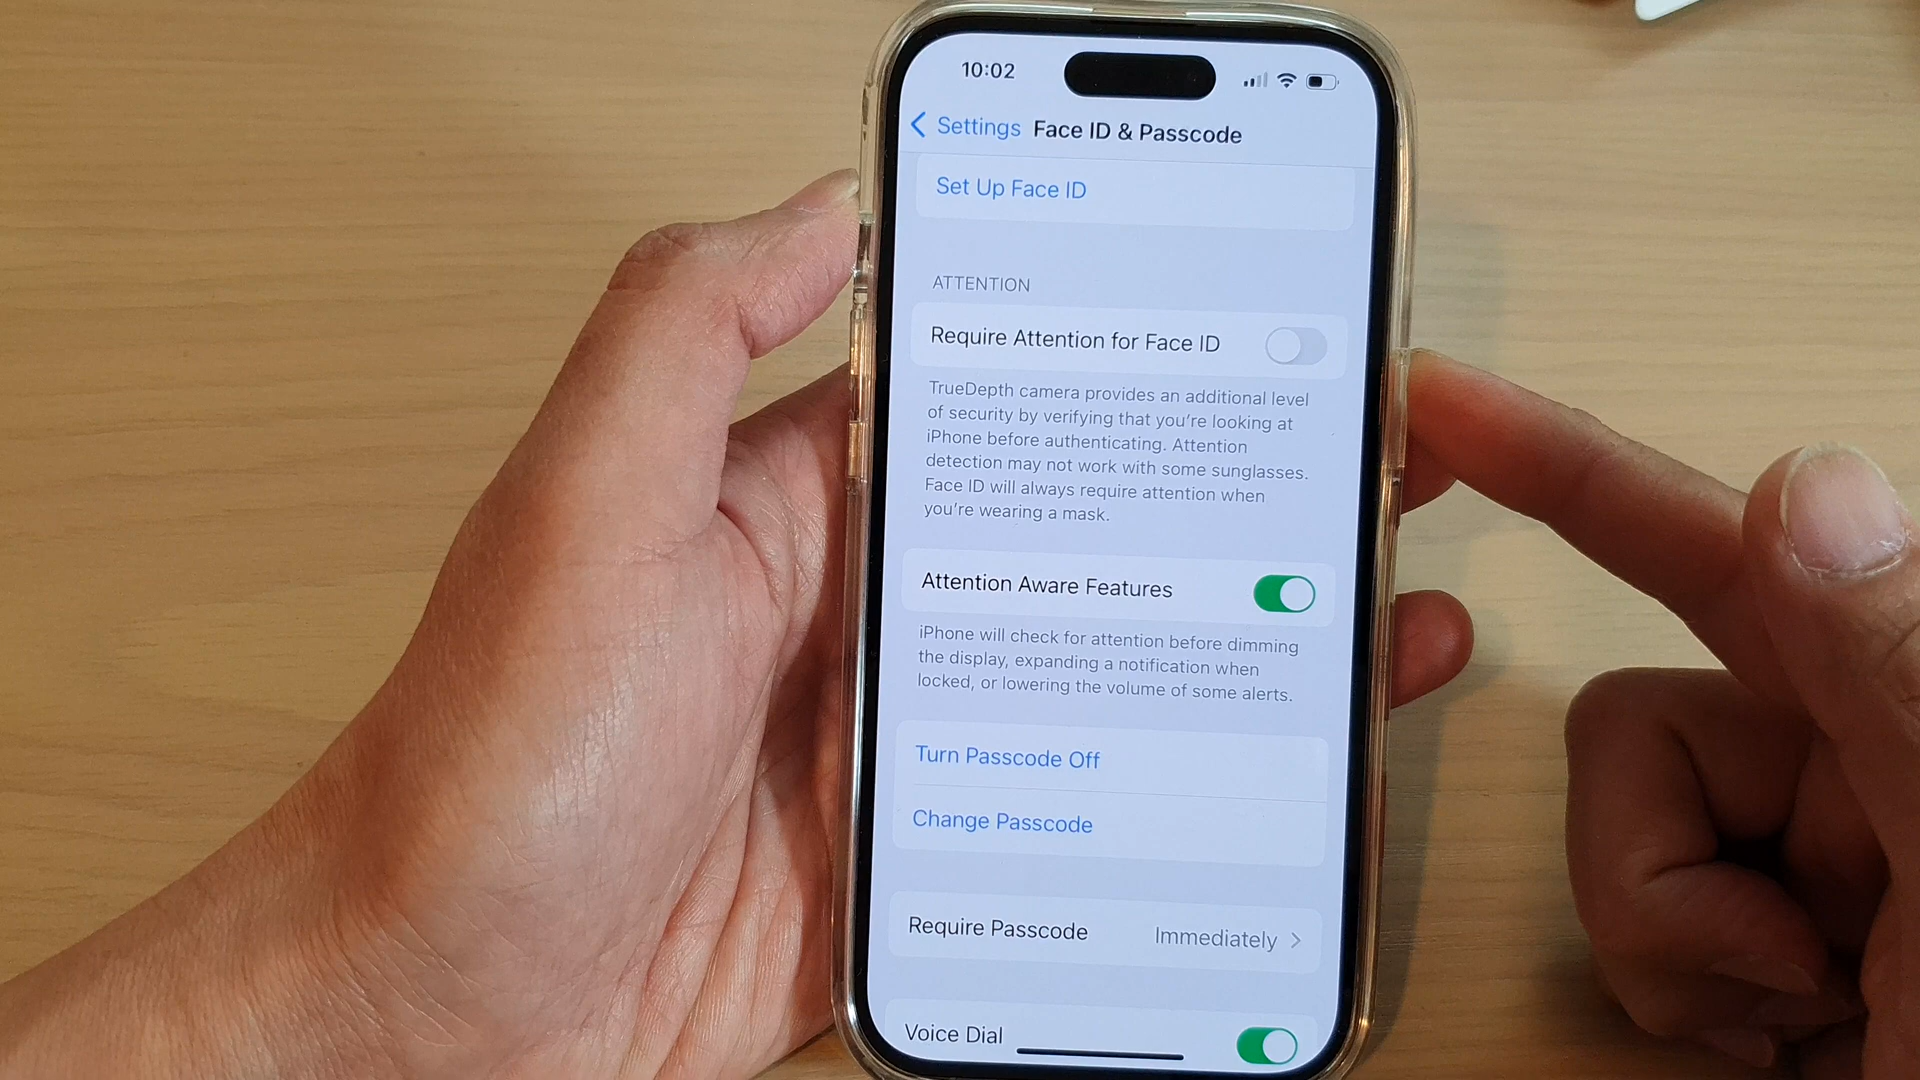 10:02
Settings Face ID & Passcode
Set Up Face ID
ATTENTION
Require Attention for Face ID
TrueDepth camera provides an additional level
of security by verifying that you're looking at
iPhone before authenticating. Attention
detection may not work with some sunglasses.
Face ID will always require attention when
you're wearing a mask.
Attention Aware Features
iPhone will check for attention before dimming
the display, expanding a notification when
locked, or lowering the volume of some alerts.
Turn Passcode Off
Change Passcode
Require Passcode Immediately
Voice Dial